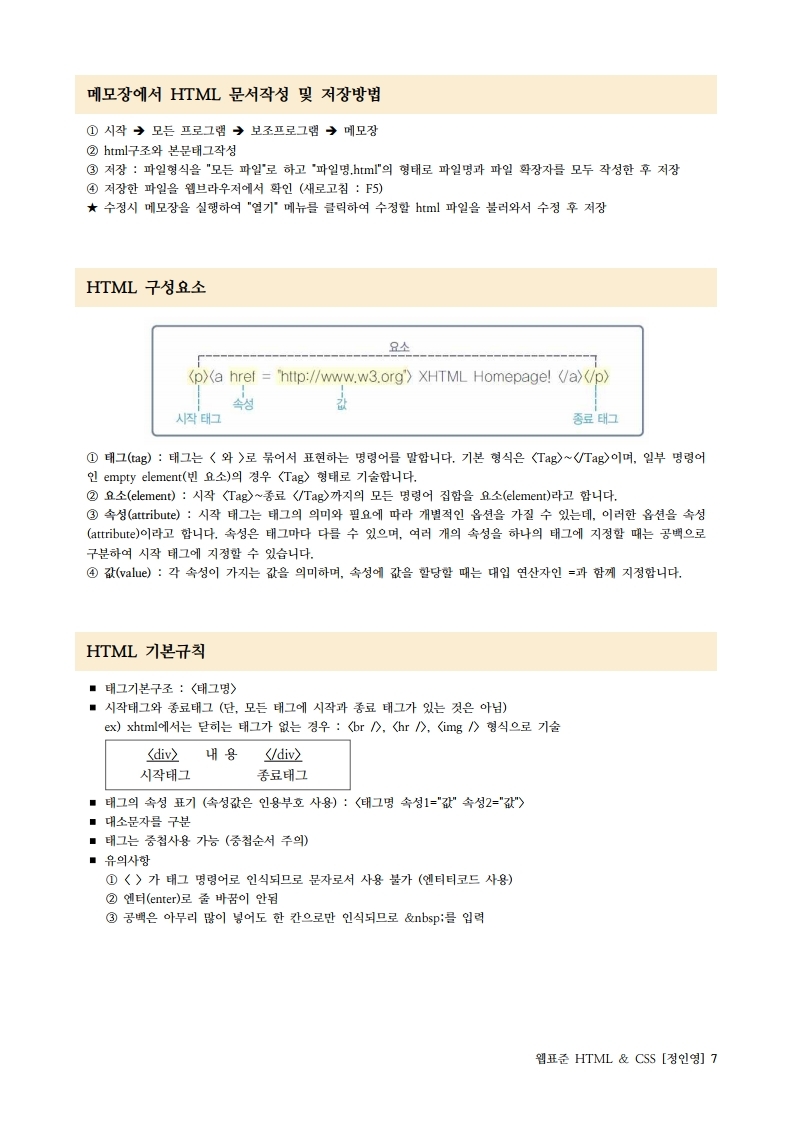 메모장에서 HTML 문서작성 및 저장방법
① 시작 ➔ 모든 프로그램 ➔ 보조프로그램 ➔ 메모장
② html구조와 본문태그작성
③ 저장 : 파일형식을 "모든 파일"로 하고 "파일명.html"의 형태로 파일명과 파일 확장자를 모두 작성한 후 저장
④ 저장한 파일을 웹브라우저에서 확인 (새로고침 : F5)
★ 수정시 메모장을 실행하여 "열기" 메뉴를 클릭하여 수정할 html 파일을 불러와서 수정 후 저장
HTML 구성요소
요소
〈p〉〈a href = "http://www.w3.org"〉 XHTML Homepage! 〈/a〉〈/p〉
속성 값
시작 태그 종료 태그
① 태그(tag) : 태그는 〈 와 〉로 묶어서 표현하는 명령어를 말합니다. 기본 형식은 〈Tag〉~〈/Tag〉이며, 일부 명령어
인 empty element(빈 요소)의 경우 〈Tag〉 형태로 기술합니다.
② 요소(element) : 시작 〈Tag〉~종료 〈/Tag〉까지의 모든 명령어 집합을 요소(element)라고 합니다.
③ 속성(attribute) : 시작 태그는 태그의 의미와 필요에 따라 개별적인 옵션을 가질 수 있는데, 이러한 옵션을 속성
(attribute)이라고 합니다. 속성은 태그마다 다를 수 있으며, 여러 개의 속성을 하나의 태그에 지정할 때는 공백으로
구분하여 시작 태그에 지정할 수 있습니다.
④ 값(value) : 각 속성이 가지는 값을 의미하며, 속성에 값을 할당할 때는 대입 연산자인 =과 함께 지정합니다.
HTML 기본규칙
■ 태그기본구조 : 〈태그명〉
■ 시작태그와 종료태그 (단, 모든 태그에 시작과 종료 태그가 있는 것은 아님)
ex) xhtml에서는 닫히는 태그가 없는 경우 : 〈br /〉, 〈hr /〉, 〈img /〉 형식으로 기술
〈div〉 내 용 〈/div〉
시작태그 종료태그
■ 태그의 속성 표기 (속성값은 인용부호 사용) : 〈태그명 속성1="값" 속성2="값"〉
■ 대소문자를 구분
■ 태그는 중첩사용 가능 (중첩순서 주의)
■ 유의사항
① 〈 〉 가 태그 명령어로 인식되므로 문자로서 사용 불가 (엔티티코드 사용)
② 엔터(enter)로 줄 바꿈이 안됨
③ 공백은 아무리 많이 넣어도 한 칸으로만 인식되므로 &nbsp;를 입력
웹표준 HTML & CSS [정인영] 7